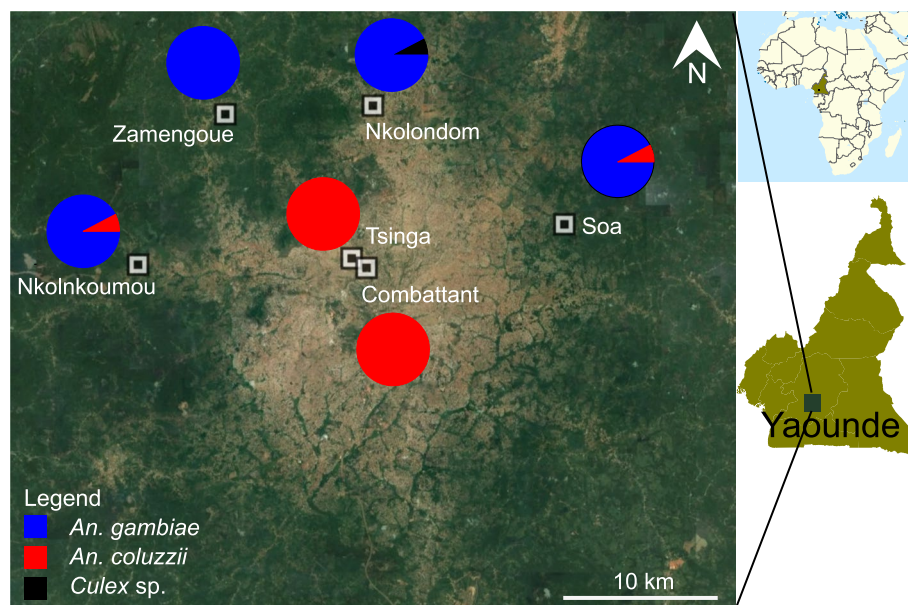 N
Zamengoue
Nkolondom
Soa
Tsinga
Nkolnkoumou
Combattant
Yaounde
Legend
An. gambiae
An. coluzzii
Culex sp.
10 km